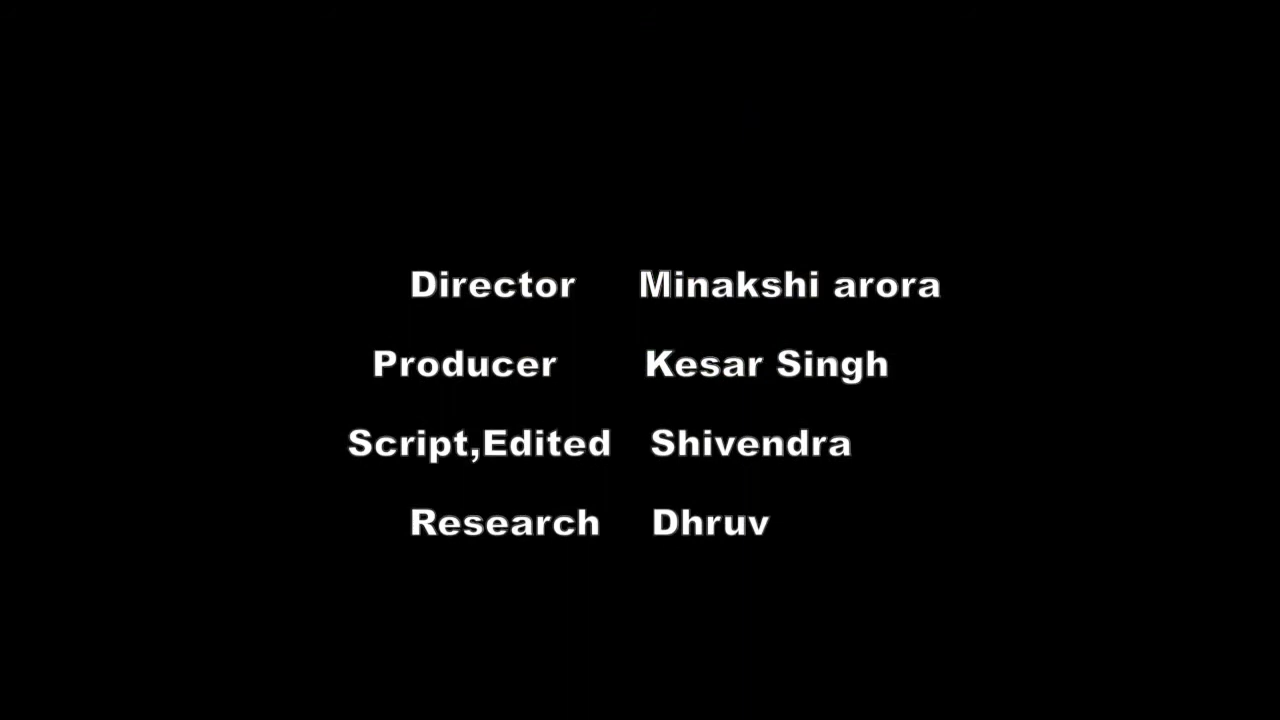 Director Minakshi arora
Producer Kesar Singh
Script,Edited Shivendra
Research Dhruv